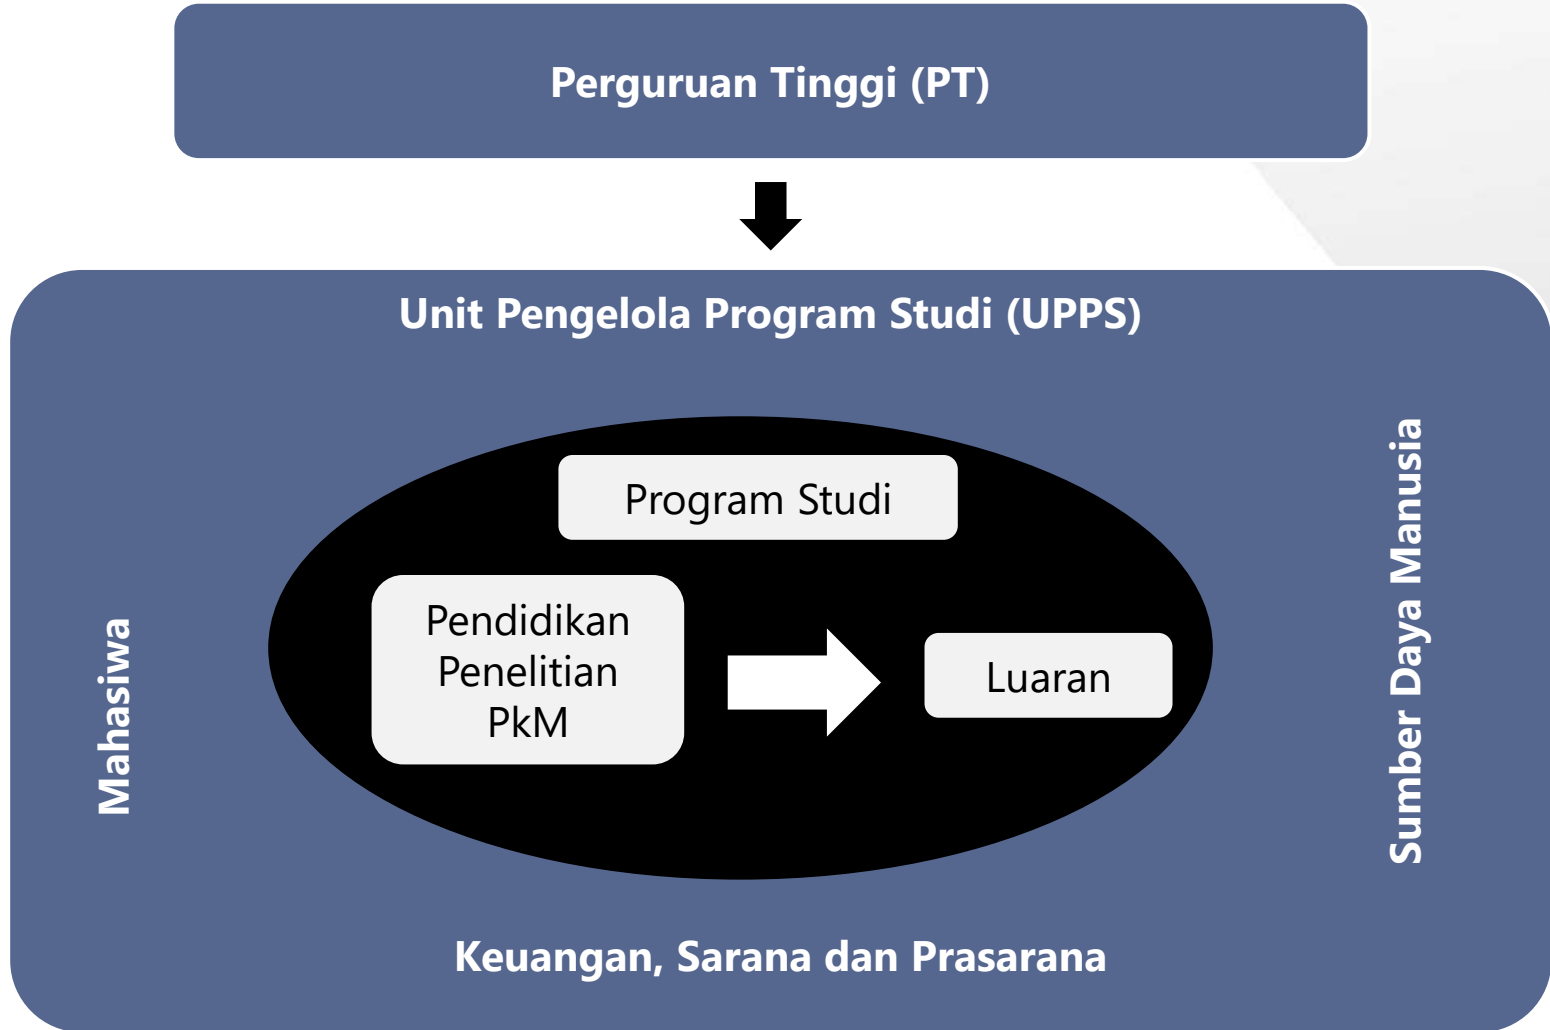 Perguruan Tinggi (PT)
Unit Pengelola Program Studi (UPPS)
Program Studi
Pendidikan
Penelitian
PkM
Luaran
Mahasiwa
Sumber Daya Manusia
Keuangan, Sarana dan Prasarana